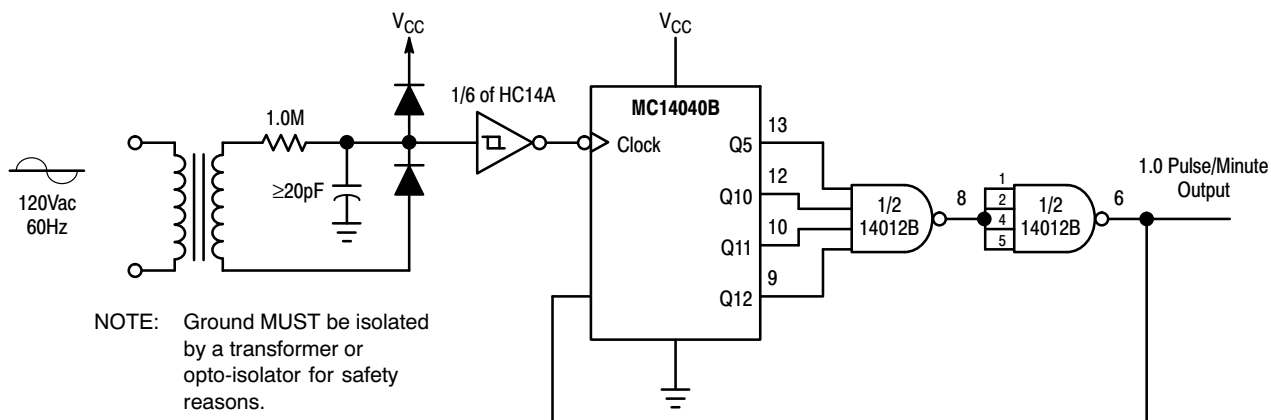 VCC
VCC
1/6 of HC14A
MC14040B
1.0M
Clock
Q5
13
≥20pF
120Vac
60Hz
Q10
12
Q11
10
Q12
9
1/2
14012B
8
1
2
4
5
1/2
14012B
6
1.0 Pulse/Minute
Output
NOTE: Ground MUST be isolated
by a transformer or
opto-isolator for safety
reasons.